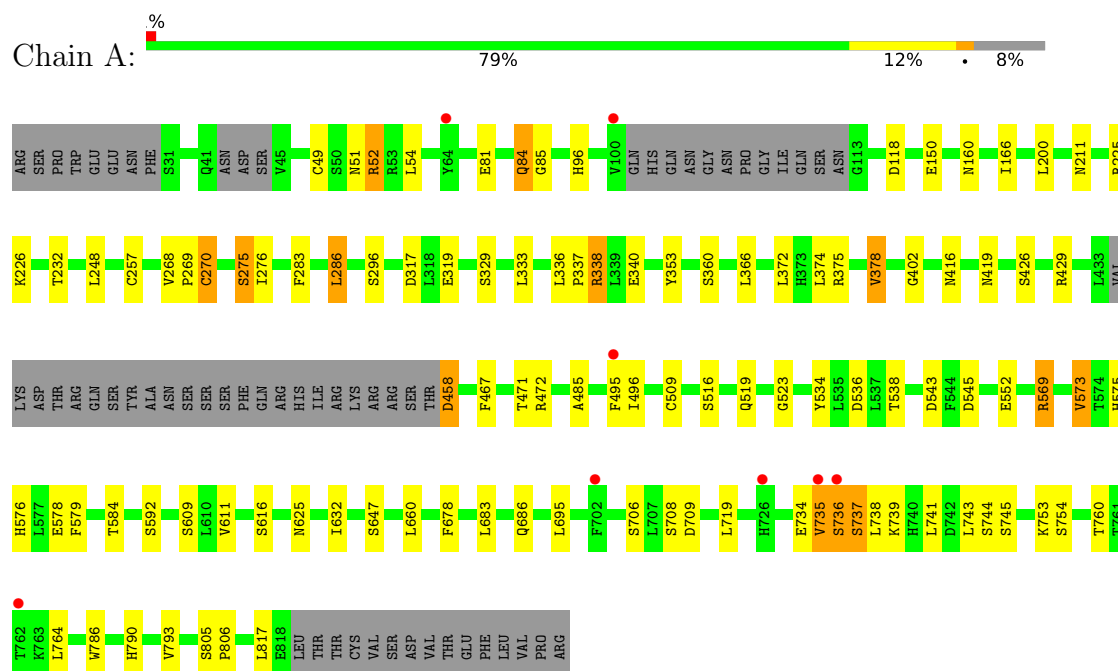 .%
Chain A:
79% 12% • 8%
ARG SER PRO TRP GLU GLU ASN PHE S31 Q41 ASN ASP SER V45 C49 S50 N51 R52 R53 L54 Y64 E81 Q84 G85 H96 V100 GLN HIS GLN ASN GLY ASN PRO GLY ILE GLN SER ASN G113 D118 E150 N160 I166 L200 N211
K226 T232 L248 C257 V268 P269 C270 S275 I276 F283 L286 S296 D317 L318 E319 S329 L333 L336 P337 R338 L339 E340 Y353 S360 L366 L372 H373 L374 R375 V378 G402 N416 N419 S426 R429 L433 VAL
LYS ASP THR ARG GLN SER TYR ALA ASN SER SER SER PHE GLN ARG HIS ILE ARG LYS ARG ARG SER THR D458 F467 T471 R472 A485 F495 I496 C509 S516 Q519 G523 Y534 L535 D536 L537 T538 D543 F544 D545 E552 R569 V573 T574 H575
H576 L577 E578 F579 T584 S592 S609 L610 V611 S616 N625 I632 S647 L660 F678 L683 Q686 L695 F702 S706 L707 S708 D709 L719 H726 E734 V735 S736 S737 L738 K739 H740 L741 D742 L743 S744 S745 K753 S754 T760 T761
T762 K763 L764 W786 H790 V793 S805 P806 L817 E818 LEU THR THR CYS VAL SER ASP VAL THR GLU PHE LEU VAL PRO ARG